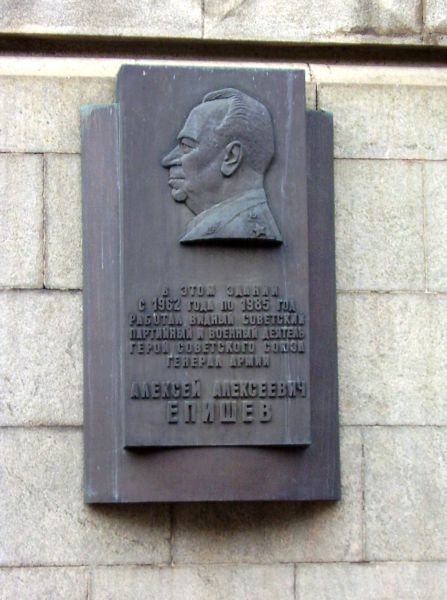 В ЭТОМ ЗДАНИИ
С 1962 ГОДА ПО 1985 ГОД
РАБОТАЛ ВИДНЫЙ СОВЕТСКИЙ
ПАРТИЙНЫЙ И ВОЕННЫЙ ДЕЯТЕЛЬ
ГЕРОЙ СОВЕТСКОГО СОЮЗА
ГЕНЕРАЛ АРМИИ
АЛЕКСЕЙ АЛЕКСЕЕВИЧ
ЕПИШЕВ